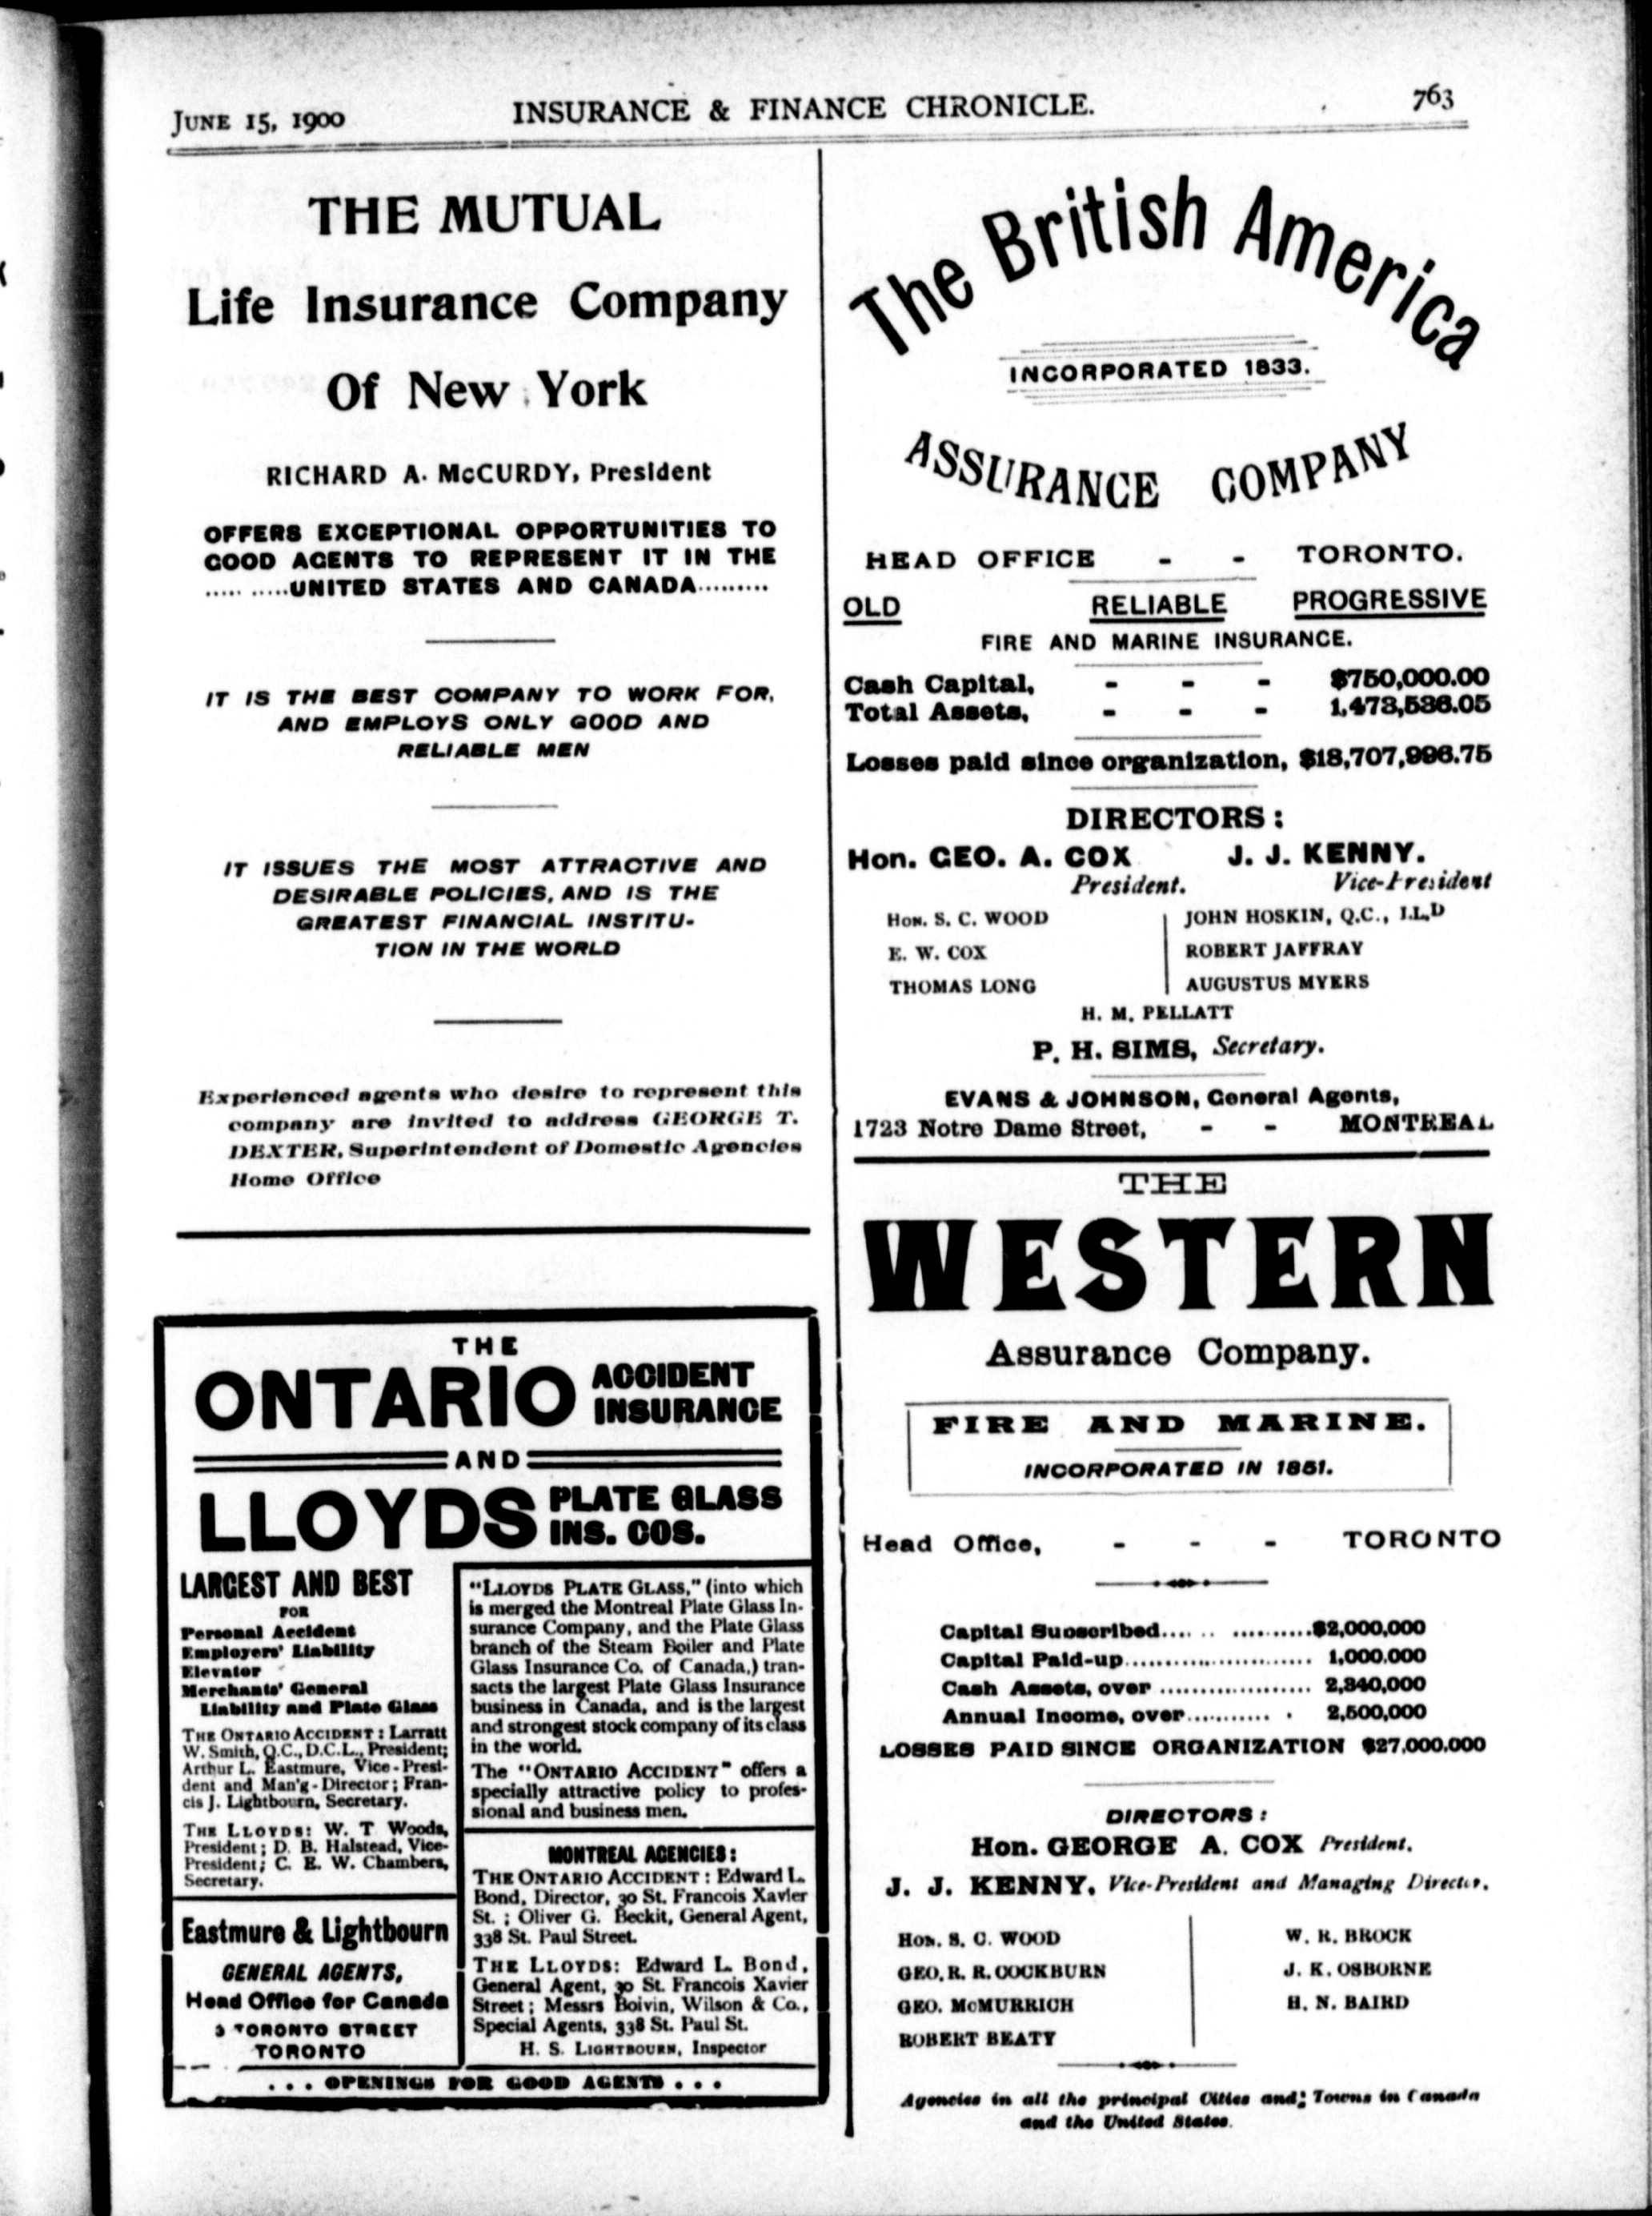 JUNE 15, 1900
INSURANCE & FINANCE CHRONICLE.
763
THE MUTUAL
Life Insurance Company
Of New York
RICHARD A. McCURDY, President
OFFERS EXCEPTIONAL OPPORTUNITIES TO
GOOD AGENTS TO REPRESENT IT IN THE
..... .....UNITED STATES AND CANADA.........
IT IS THE BEST COMPANY TO WORK FOR,
AND EMPLOYS ONLY GOOD AND
RELIABLE MEN
IT ISSUES THE MOST ATTRACTIVE AND
DESIRABLE POLICIES, AND IS THE
GREATEST FINANCIAL INSTITU-
TION IN THE WORLD
Experienced agents who desire to represent this
company are invited to address GEORGE T.
DEXTER, Superintendent of Domestic Agencies
Home Office
THE
ONTARIO ACCIDENT
INSURANCE
AND
LLOYDS PLATE GLASS
INS. COS.
LARGEST AND BEST
FOR
Personal Accident
Employers' Liability
Elevator
Merchants' General
Liability and Plate Glass
THE ONTARIO ACCIDENT: Larratt
W. Smith, Q.C., D.C.L., President;
Arthur L. Eastmure, Vice-Presi-
dent and Man'g-Director; Fran-
cis J. Lightbourn, Secretary.
THE LLOYDS: W. T Woods,
President; D. B. Halstead, Vice-
President; C. E. W. Chambers,
Secretary.
Eastmure & Lightbourn
GENERAL AGENTS,
Head Office for Canada
3 TORONTO STREET
TORONTO
"LLOYDS PLATE GLASS," (into which
is merged the Montreal Plate Glass In-
surance Company, and the Plate Glass
branch of the Steam Boiler and Plate
Glass Insurance Co. of Canada,) tran-
sacts the largest Plate Glass Insurance
business in Canada, and is the largest
and strongest stock company of its class
in the world.
The "ONTARIO ACCIDENT" offers a
specially attractive policy to profes-
sional and business men.
MONTREAL AGENCIES:
THE ONTARIO ACCIDENT: Edward L.
Bond, Director, 30 St. Francois Xavier
St.; Oliver G. Beckit, General Agent,
338 St. Paul Street.
THE LLOYDS: Edward L. Bond,
General Agent, 30 St. Francois Xavier
Street; Messrs Boivin, Wilson & Co.,
Special Agents, 338 St. Paul St.
H. S. LIGHTBOURN, Inspector
. . . OPENINGS FOR GOOD AGENTS . . .
The British America
INCORPORATED 1833.
ASSURANCE COMPANY
HEAD OFFICE - - TORONTO.
OLD RELIABLE PROGRESSIVE
FIRE AND MARINE INSURANCE.
Cash Capital, - - - $750,000.00
Total Assets, - - - 1,473,536.05
Losses paid since organization, $18,707,996.75
DIRECTORS:
Hon. GEO. A. COX J. J. KENNY.
President. Vice-President
HON. S. C. WOOD JOHN HOSKIN, Q.C., LL.D
E. W. COX ROBERT JAFFRAY
THOMAS LONG AUGUSTUS MYERS
H. M. PELLATT
P. H. SIMS, Secretary.
EVANS & JOHNSON, General Agents,
1723 Notre Dame Street, - - MONTREAL
THE
WESTERN
Assurance Company.
FIRE AND MARINE.
INCORPORATED IN 1851.
Head Office, - - - TORONTO
Capital Subscribed.... .. ..........$2,000,000
Capital Paid-up........................ 1,000,000
Cash Assets, over ................... 2,340,000
Annual Income, over........... . 2,500,000
LOSSES PAID SINCE ORGANIZATION $27,000,000
DIRECTORS:
Hon. GEORGE A. COX President.
J. J. KENNY, Vice-President and Managing Director.
HON. S. C. WOOD W. R. BROCK
GEO. R. R. COCKBURN J. K. OSBORNE
GEO. McMURRICH H. N. BAIRD
ROBERT BEATY
Agencies in all the principal Cities and; Towns in Canada
and the United States.